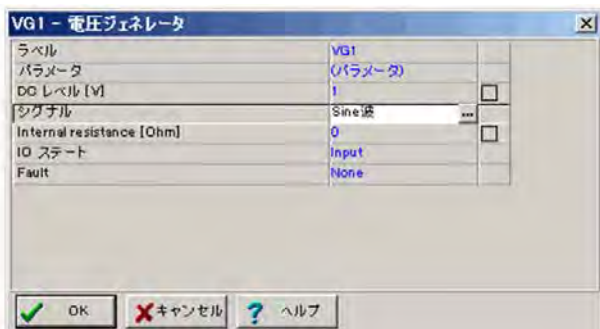 VG1 - 電圧ジェネレータ
ラベル VG1
パラメータ (パラメータ)
DC レベル [V] 1
シグナル Sine波 ...
Internal resistance [Ohm] 0
IO ステート Input
Fault None
OK キャンセル ? ヘルプ